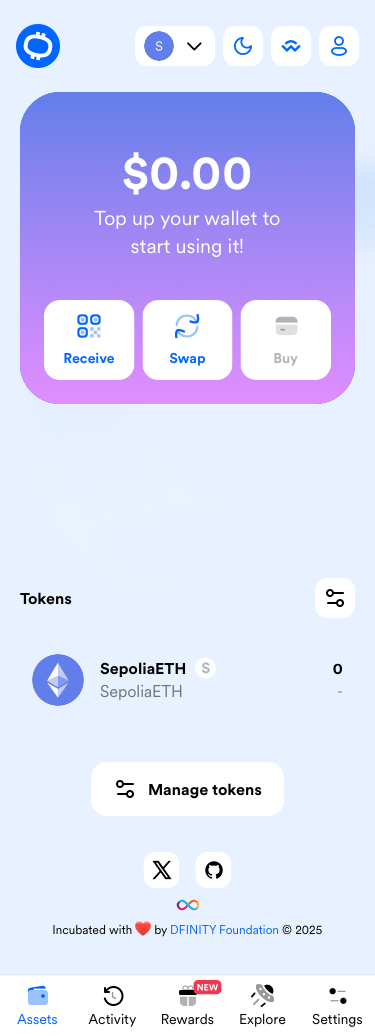 S
$0.00
Top up your wallet to
start using it!
Receive Swap Buy
Tokens
SepoliaETH S 0
SepoliaETH -
Manage tokens
Incubated with ❤️ by DFINITY Foundation © 2025
NEW
Assets Activity Rewards Explore Settings